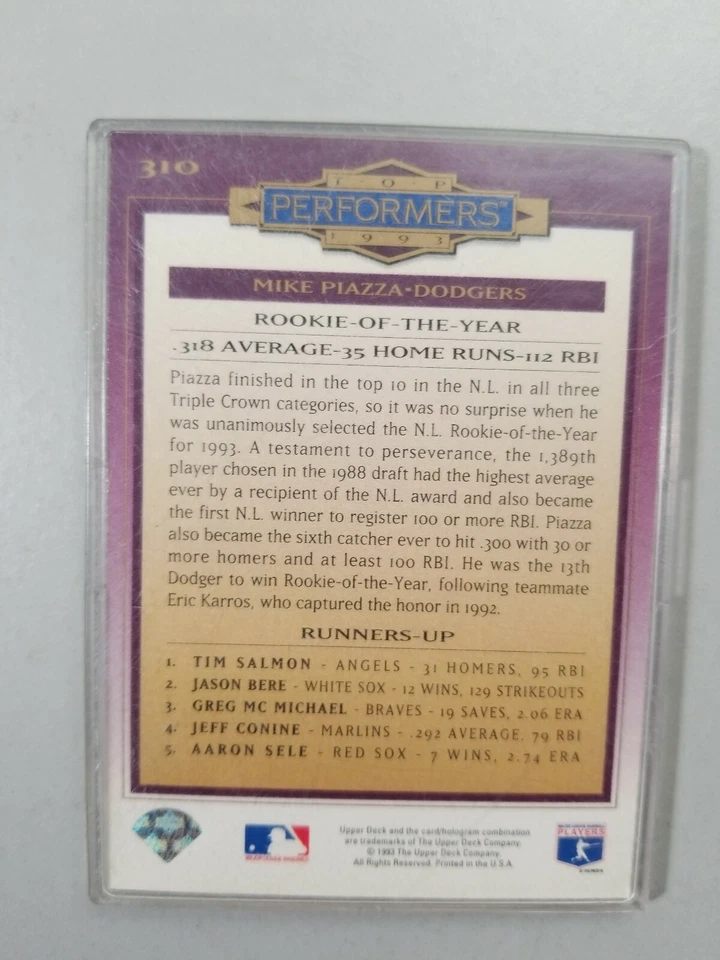 310
TOP
PERFORMERS™
1993
MIKE PIAZZA•DODGERS
ROOKIE-OF-THE-YEAR
.318 AVERAGE-35 HOME RUNS-112 RBI
Piazza finished in the top 10 in the N.L. in all three
Triple Crown categories, so it was no surprise when he
was unanimously selected the N.L. Rookie-of-the-Year
for 1993. A testament to perseverance, the 1,389th
player chosen in the 1988 draft had the highest average
ever by a recipient of the N.L. award and also became
the first N.L. winner to register 100 or more RBI. Piazza
also became the sixth catcher ever to hit .300 with 30 or
more homers and at least 100 RBI. He was the 13th
Dodger to win Rookie-of-the-Year, following teammate
Eric Karros, who captured the honor in 1992.
RUNNERS-UP
1. TIM SALMON - ANGELS - 31 HOMERS, 95 RBI
2. JASON BERE - WHITE SOX - 12 WINS, 129 STRIKEOUTS
3. GREG MC MICHAEL - BRAVES - 19 SAVES, 2.06 ERA
4. JEFF CONINE - MARLINS - .292 AVERAGE, 79 RBI
5. AARON SELE - RED SOX - 7 WINS, 2.74 ERA
Upper Deck and the card/hologram combination
are trademarks of The Upper Deck Company.
© 1993 The Upper Deck Company.
All Rights Reserved. Printed in the U.S.A.
MAJOR LEAGUE BASEBALL
PLAYERS